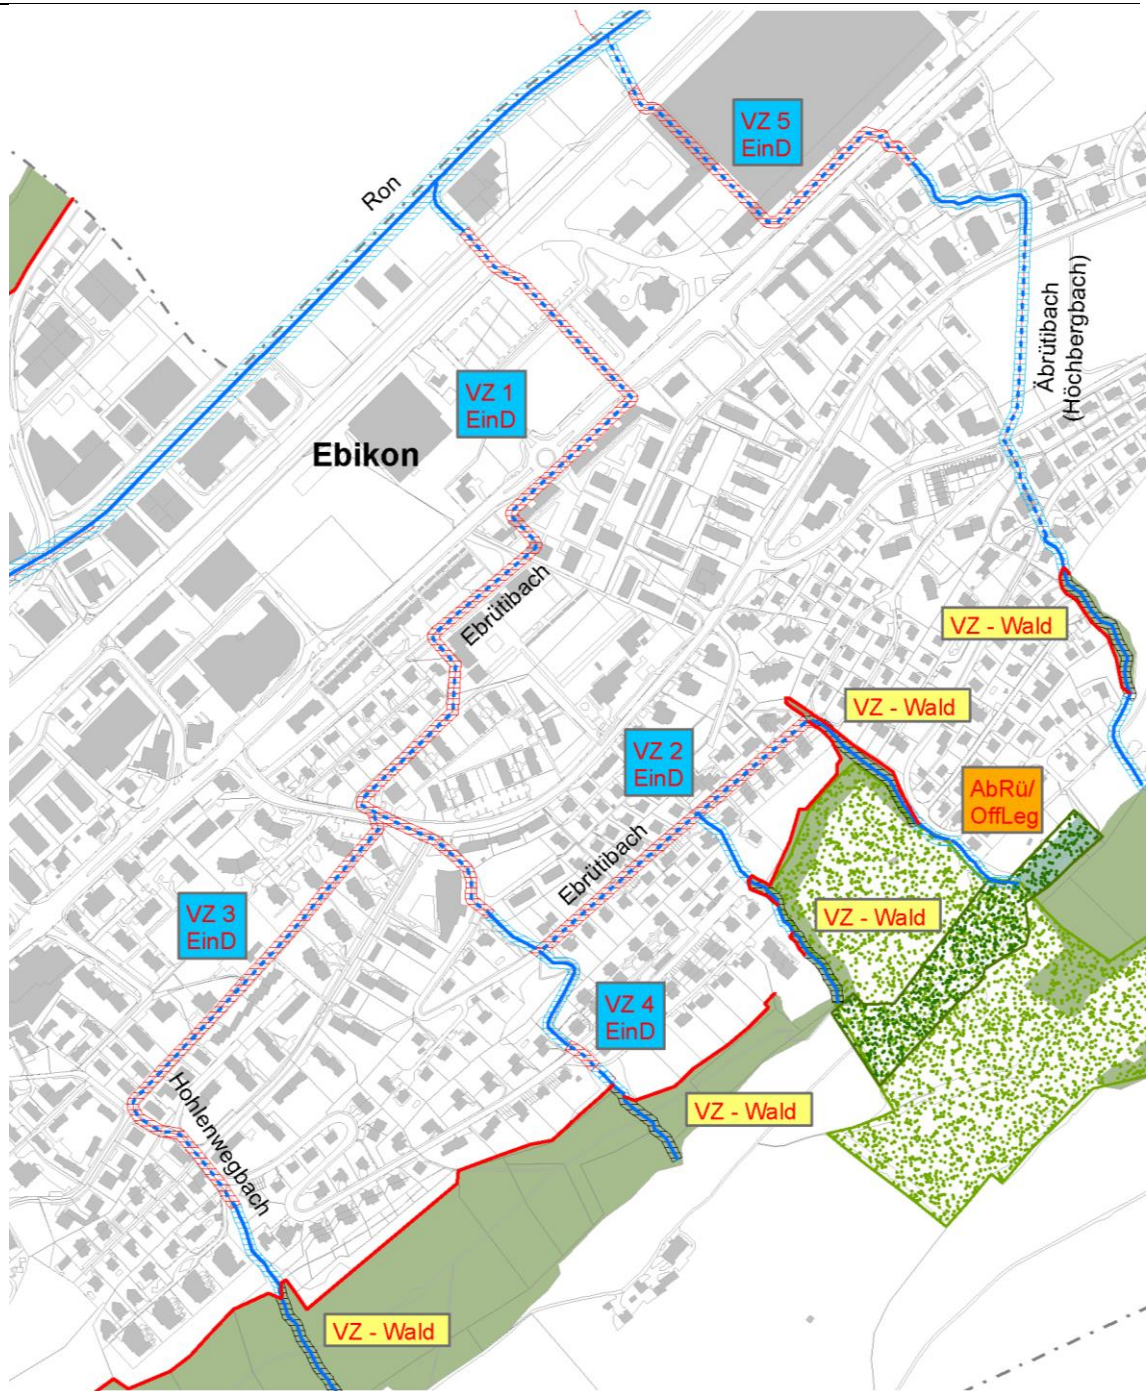 VZ 5
EinD
Ron
Äbrütibach
(Höchbergbach)
VZ 1
EinD
Ebikon
Ebrütibach
VZ - Wald
VZ - Wald
VZ 2
EinD
AbRü/
OffLeg
Ebrütibach
VZ 3
EinD
VZ - Wald
VZ 4
EinD
Hohlenwegbach
VZ - Wald
VZ - Wald